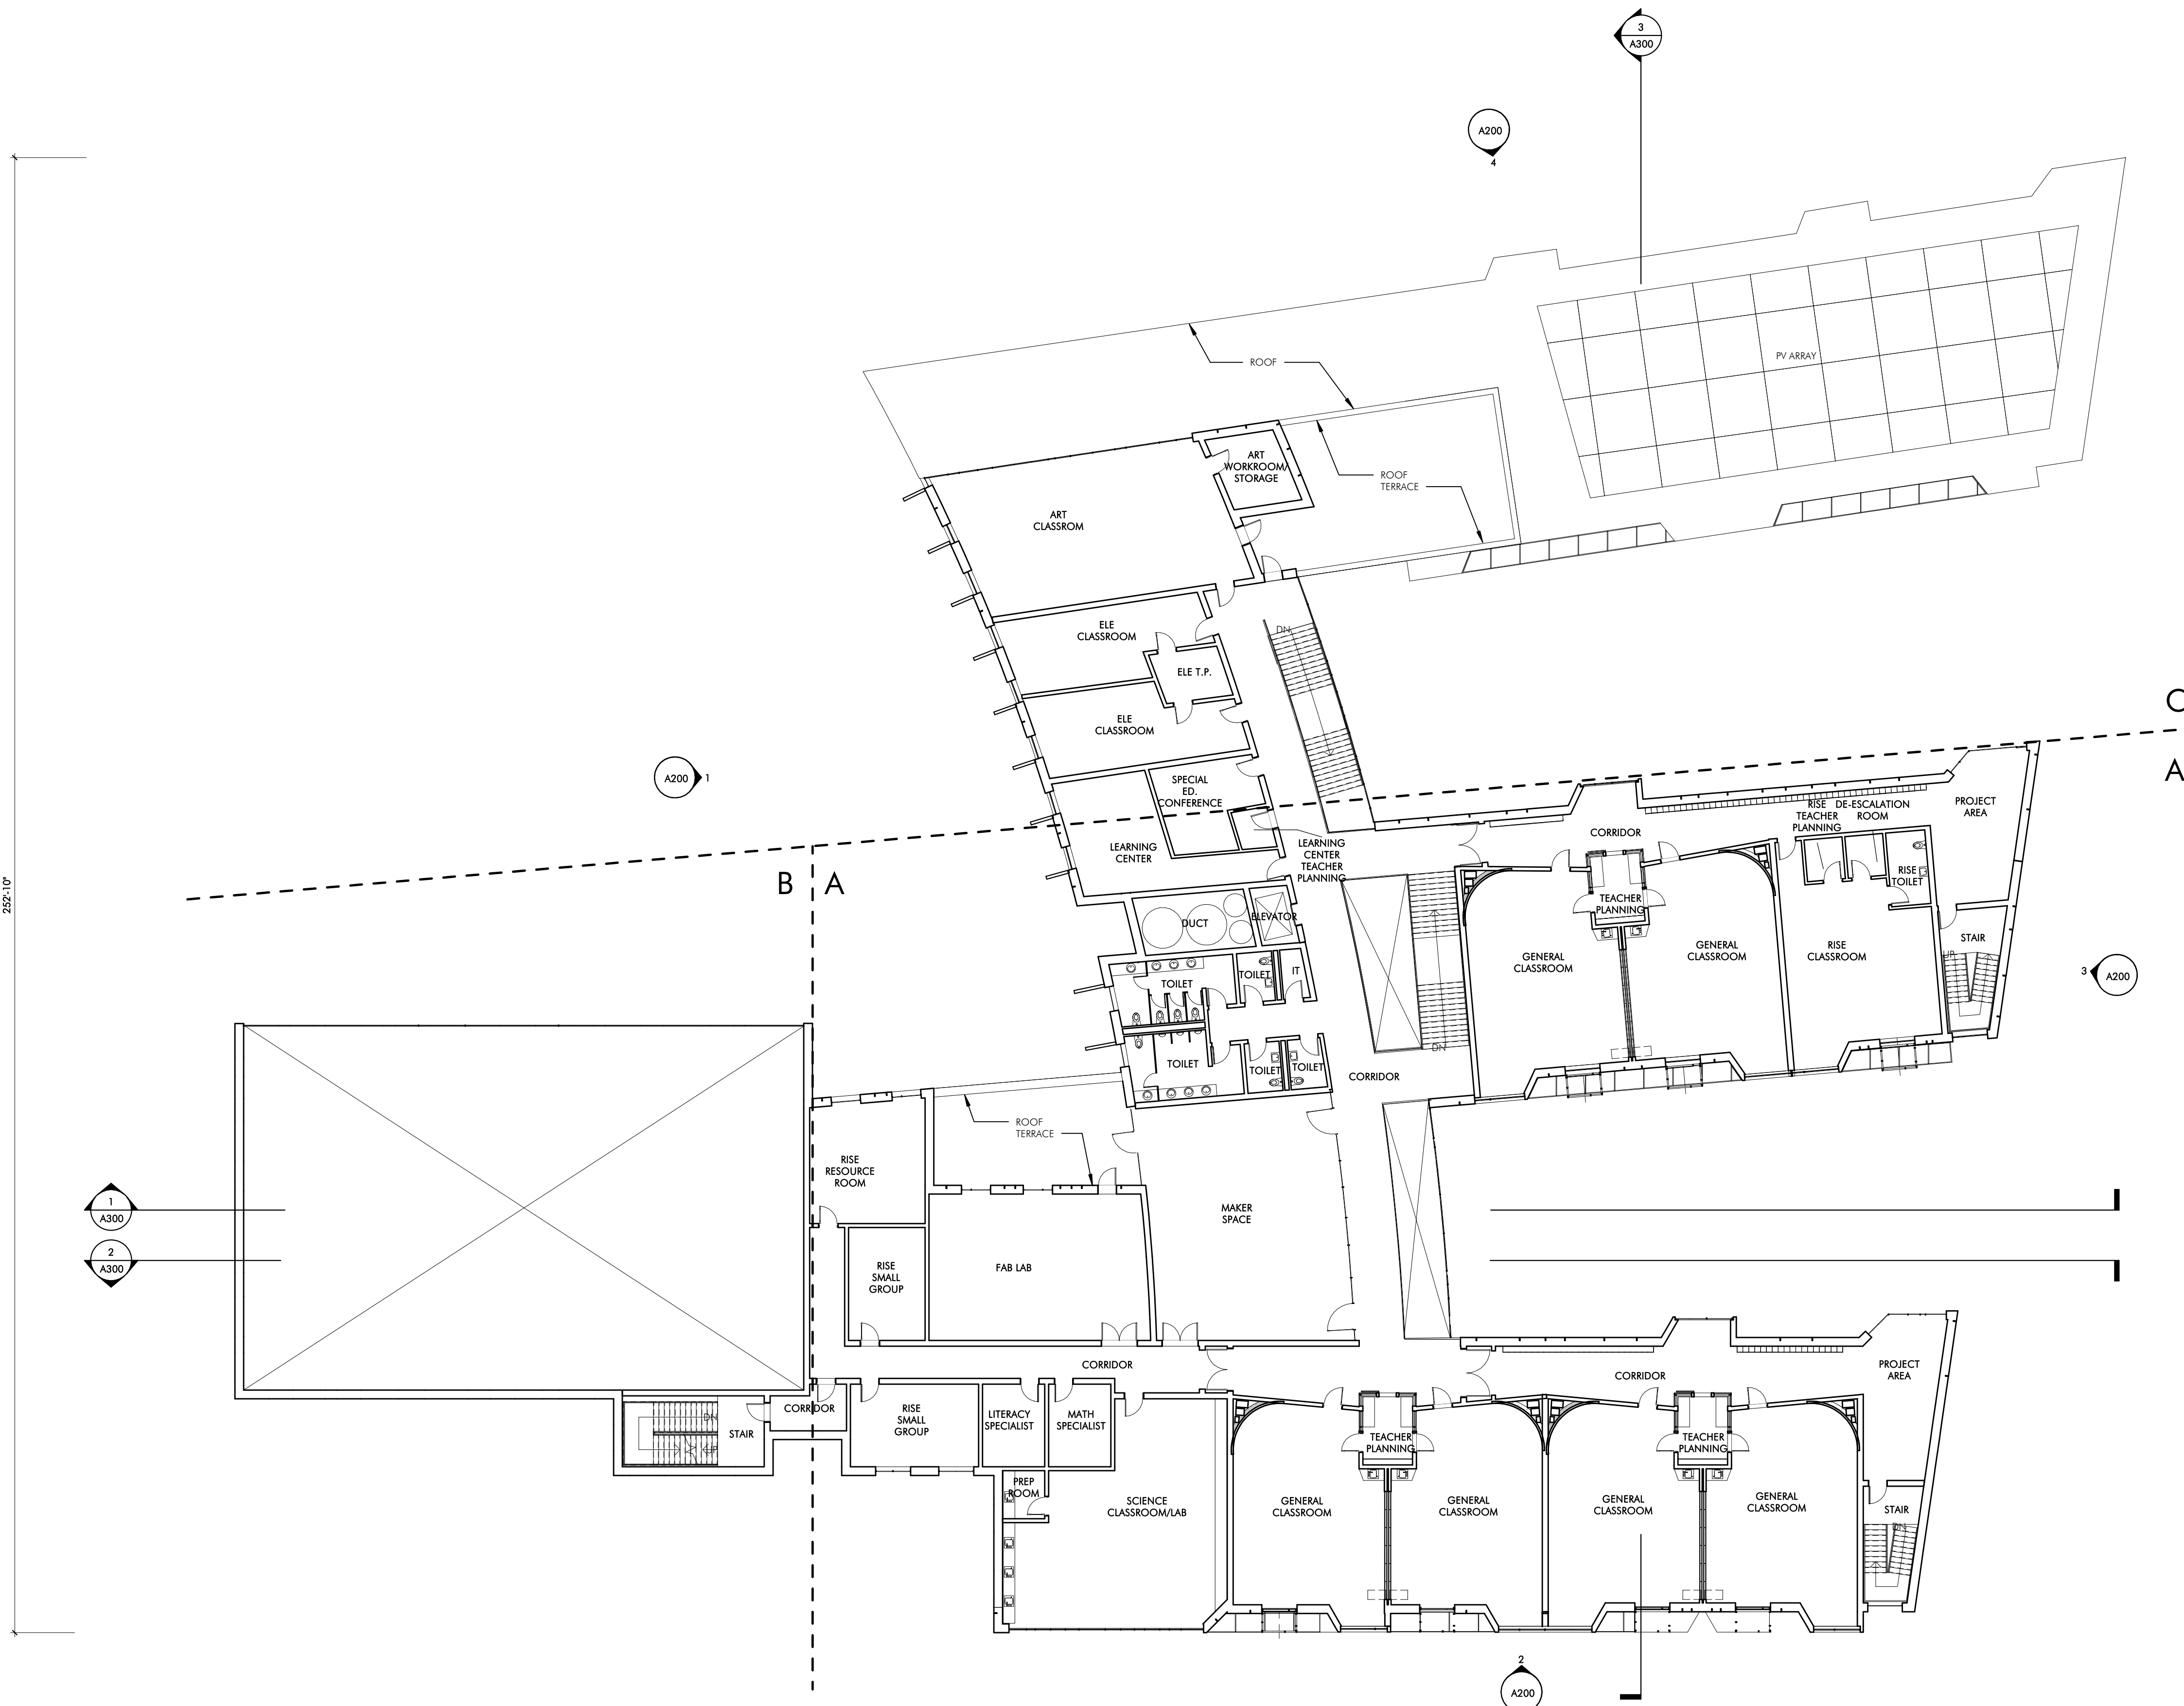 3
A300
A200
4
252'-10"
ROOF
PV ARRAY
ART
WORKROOM/
STORAGE
ROOF
TERRACE
ART
CLASSROM
ELE
CLASSROOM
DN
ELE T.P.
ELE
CLASSROOM
C
A
A200
1
SPECIAL
ED.
CONFERENCE
LEARNING
CENTER
LEARNING
CENTER
TEACHER
PLANNING
CORRIDOR
RISE
TEACHER
PLANNING
DE-ESCALATION
ROOM
PROJECT
AREA
B
A
RISE
TOILET
TEACHER
PLANNING
DUCT
ELEVATOR
GENERAL
CLASSROOM
GENERAL
CLASSROOM
RISE
CLASSROOM
STAIR
UP
3
A200
TOILET
TOILET
IT
DN
TOILET
TOILET
TOILET
CORRIDOR
ROOF
TERRACE
RISE
RESOURCE
ROOM
MAKER
SPACE
1
A300
2
A300
RISE
SMALL
GROUP
FAB LAB
CORRIDOR
CORRIDOR
PROJECT
AREA
CORRIDOR
DN
UP
STAIR
RISE
SMALL
GROUP
LITERACY
SPECIALIST
MATH
SPECIALIST
TEACHER
PLANNING
TEACHER
PLANNING
PREP
ROOM
SCIENCE
CLASSROOM/LAB
GENERAL
CLASSROOM
GENERAL
CLASSROOM
GENERAL
CLASSROOM
GENERAL
CLASSROOM
STAIR
DN
2
A200